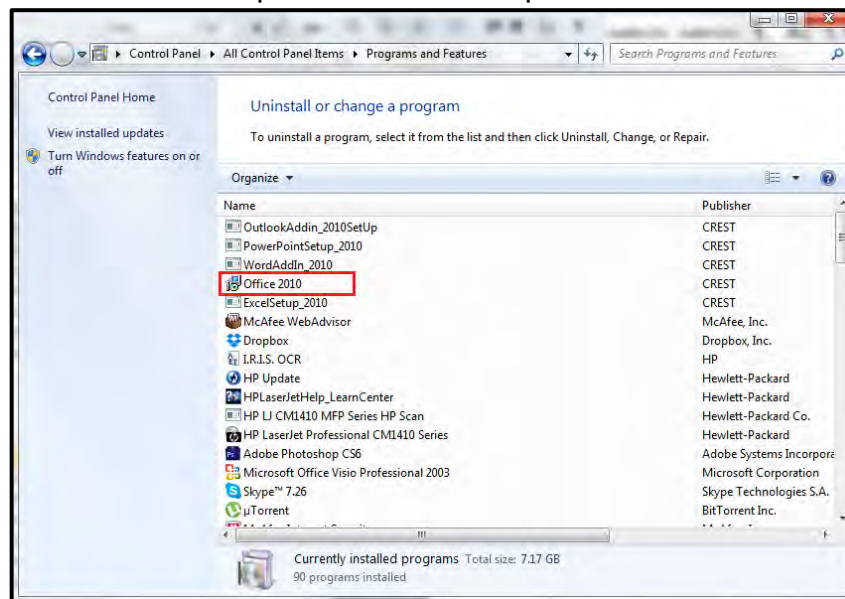 Control Panel ▸ All Control Panel Items ▸ Programs and Features
Search Programs and Features
Control Panel Home
View installed updates
Turn Windows features on or
off
Uninstall or change a program
To uninstall a program, select it from the list and then click Uninstall, Change, or Repair.
Organize
Name Publisher
OutlookAddin_2010SetUp CREST
PowerPointSetup_2010 CREST
WordAddIn_2010 CREST
Office 2010 CREST
ExcelSetup_2010 CREST
McAfee WebAdvisor McAfee, Inc.
Dropbox Dropbox, Inc.
I.R.I.S. OCR HP
HP Update Hewlett-Packard
HPLaserJetHelp_LearnCenter Hewlett-Packard
HP LJ CM1410 MFP Series HP Scan Hewlett-Packard Co.
HP LaserJet Professional CM1410 Series Hewlett-Packard
Adobe Photoshop CS6 Adobe Systems Incorpora
Microsoft Office Visio Professional 2003 Microsoft Corporation
Skype™ 7.26 Skype Technologies S.A.
µTorrent BitTorrent Inc.
Currently installed programs Total size: 7.17 GB
90 programs installed